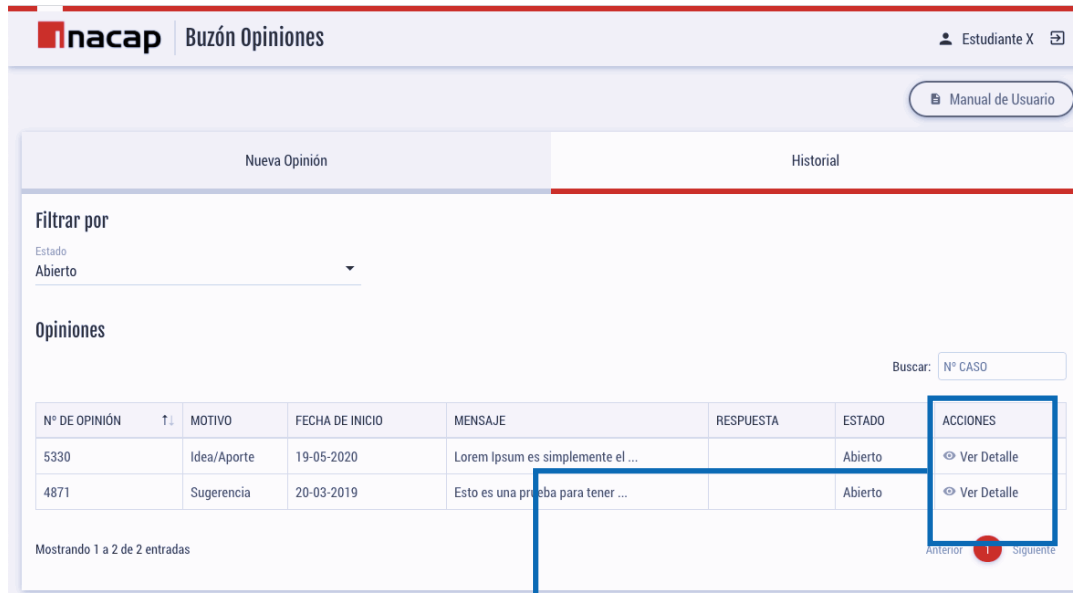 inacap Buzón Opiniones Estudiante X
Manual de Usuario
Nueva Opinión Historial
Filtrar por
Estado
Abierto
Opiniones
Buscar: Nº CASO
Nº DE OPINIÓN MOTIVO FECHA DE INICIO MENSAJE RESPUESTA ESTADO ACCIONES
5330 Idea/Aporte 19-05-2020 Lorem Ipsum es simplemente el ... Abierto Ver Detalle
4871 Sugerencia 20-03-2019 Esto es una prueba para tener ... Abierto Ver Detalle
Mostrando 1 a 2 de 2 entradas Anterior 1 Siguiente